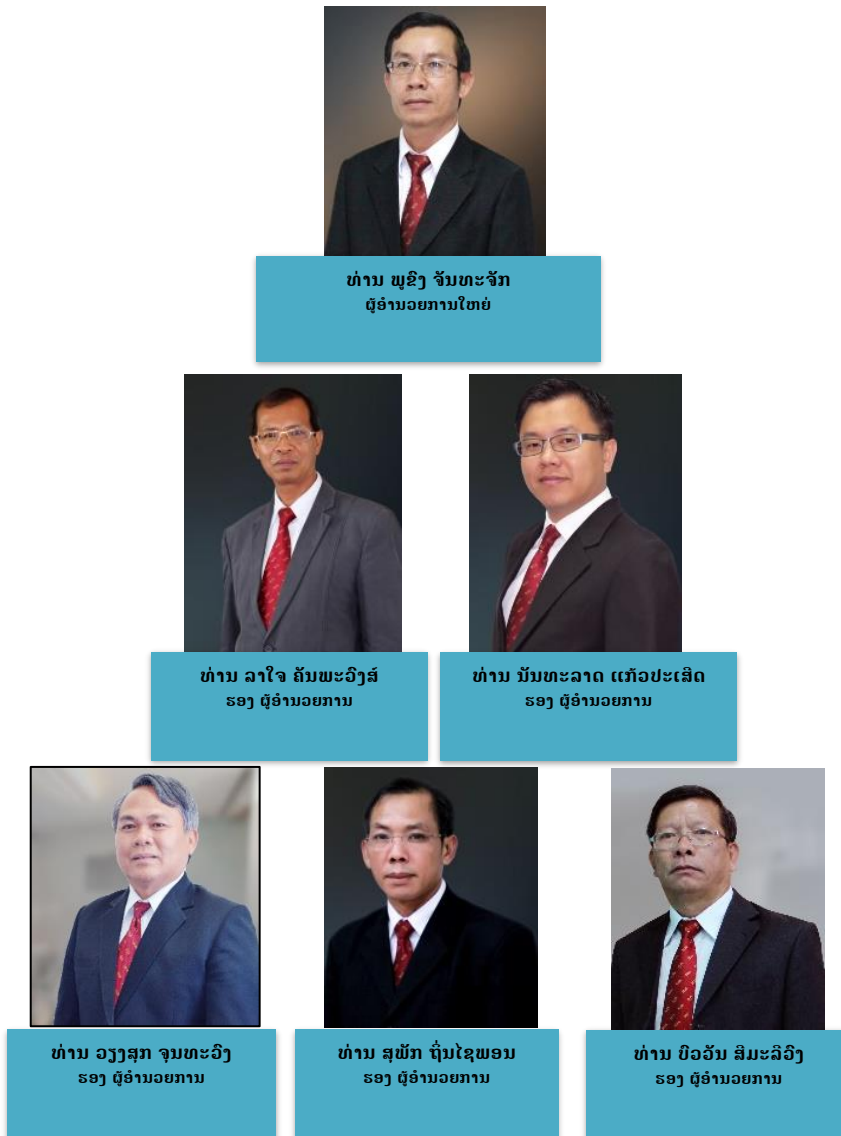 ທ່ານ ພູຂົງ ຈັນທະຈັກ
ຜູ້ອຳນວຍການໃຫຍ່
ທ່ານ ລາໃຈ ຄັນພະວົງສ໌
ຮອງ ຜູ້ອຳນວຍການ
ທ່ານ ນັນທະລາດ ແກ້ວປະເສີດ
ຮອງ ຜູ້ອຳນວຍການ
ທ່ານ ວຽງສຸກ ຈຸນທະວົງ
ຮອງ ຜູ້ອຳນວຍການ
ທ່ານ ສຸພັກ ຖິ່ນໄຊພອນ
ຮອງ ຜູ້ອຳນວຍການ
ທ່ານ ບົວວັນ ສິມະລິວົງ
ຮອງ ຜູ້ອຳນວຍການ